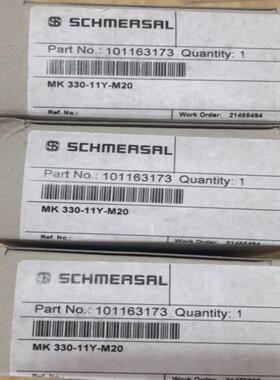 SCHMERSAL
Part No.: 101163173 Quantity: 1
MK 330-11Y-M20
Ref. No.: Work Order: 21485494
SCHMERSAL
Part No.: 101163173 Quantity: 1
MK 330-11Y-M20
Ref. No.: Work Order: 21485494
SCHMERSAL
Part No.: 101163173 Quantity: 1
MK 330-11Y-M20